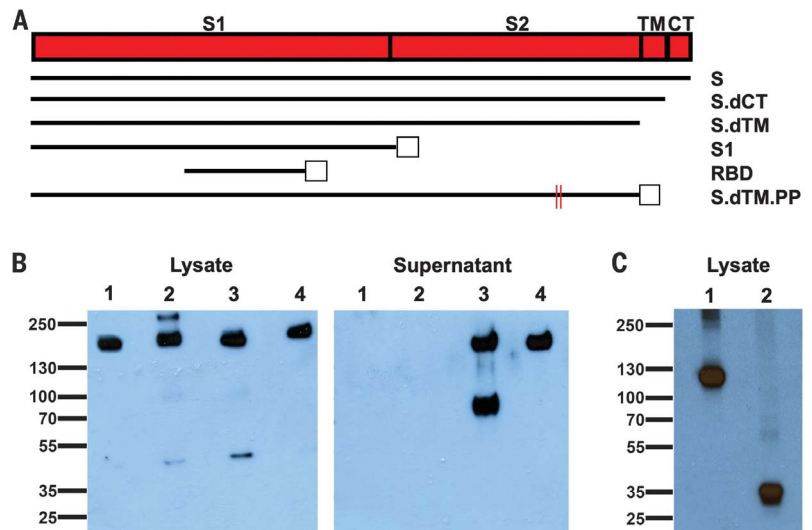 A
S1 S2 TM CT
S
S.dCT
S.dTM
S1
RBD
S.dTM.PP
B
Lysate
1 2 3 4
250
130
100
70
55
35
25
Supernatant
1 2 3 4
C
Lysate
1 2
250
130
100
70
55
35
25